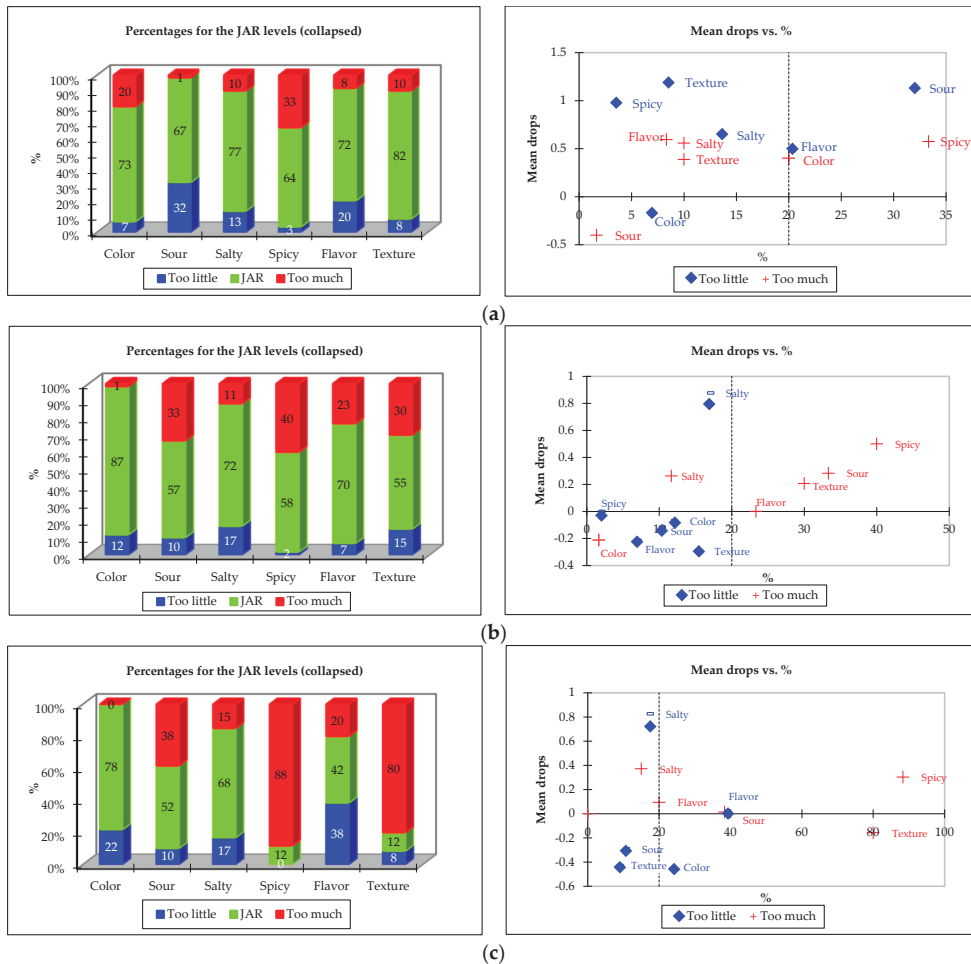 Percentages for the JAR levels (collapsed)
100%
90%
80%
70%
60%
50%
40%
30%
20%
10%
0%
%
20 1 10 33 8 10
73 67 77 64 72 82
7 32 13 3 20 8
Color Sour Salty Spicy Flavor Texture
Too little JAR Too much
Mean drops vs. %
1.5
1
0.5
0
-0.5
Mean drops
Texture
Sour
Spicy
Flavor
Salty
Salty
Flavor
Spicy
Texture
Color
Color
Sour
0 5 10 15 20 25 30 35
%
Too little Too much
(a)
Percentages for the JAR levels (collapsed)
100%
90%
80%
70%
60%
50%
40%
30%
20%
10%
0%
%
1 33 11 40 23 30
87 57 72 58 70 55
12 10 17 2 7 15
Color Sour Salty Spicy Flavor Texture
Too little JAR Too much
Mean drops vs. %
1
0.8
0.6
0.4
0.2
0
-0.2
-0.4
Mean drops
Salty
Spicy
Salty
Sour
Texture
Flavor
Spicy
Color
Sour
Color
Flavor
Texture
0 10 20 30 40 50
%
Too little Too much
(b)
Percentages for the JAR levels (collapsed)
100%
80%
60%
40%
20%
0%
%
0 38 15 88 20 80
78 52 68 12 42 12
22 10 17 0 38 8
Color Sour Salty Spicy Flavor Texture
Too little JAR Too much
Mean drops vs. %
1
0.8
0.6
0.4
0.2
0
-0.2
-0.4
-0.6
Mean drops
Salty
Salty
Spicy
Flavor
Flavor
Sour
Texture
Sour
Texture
Color
0 20 40 60 80 100
%
Too little Too much
(c)